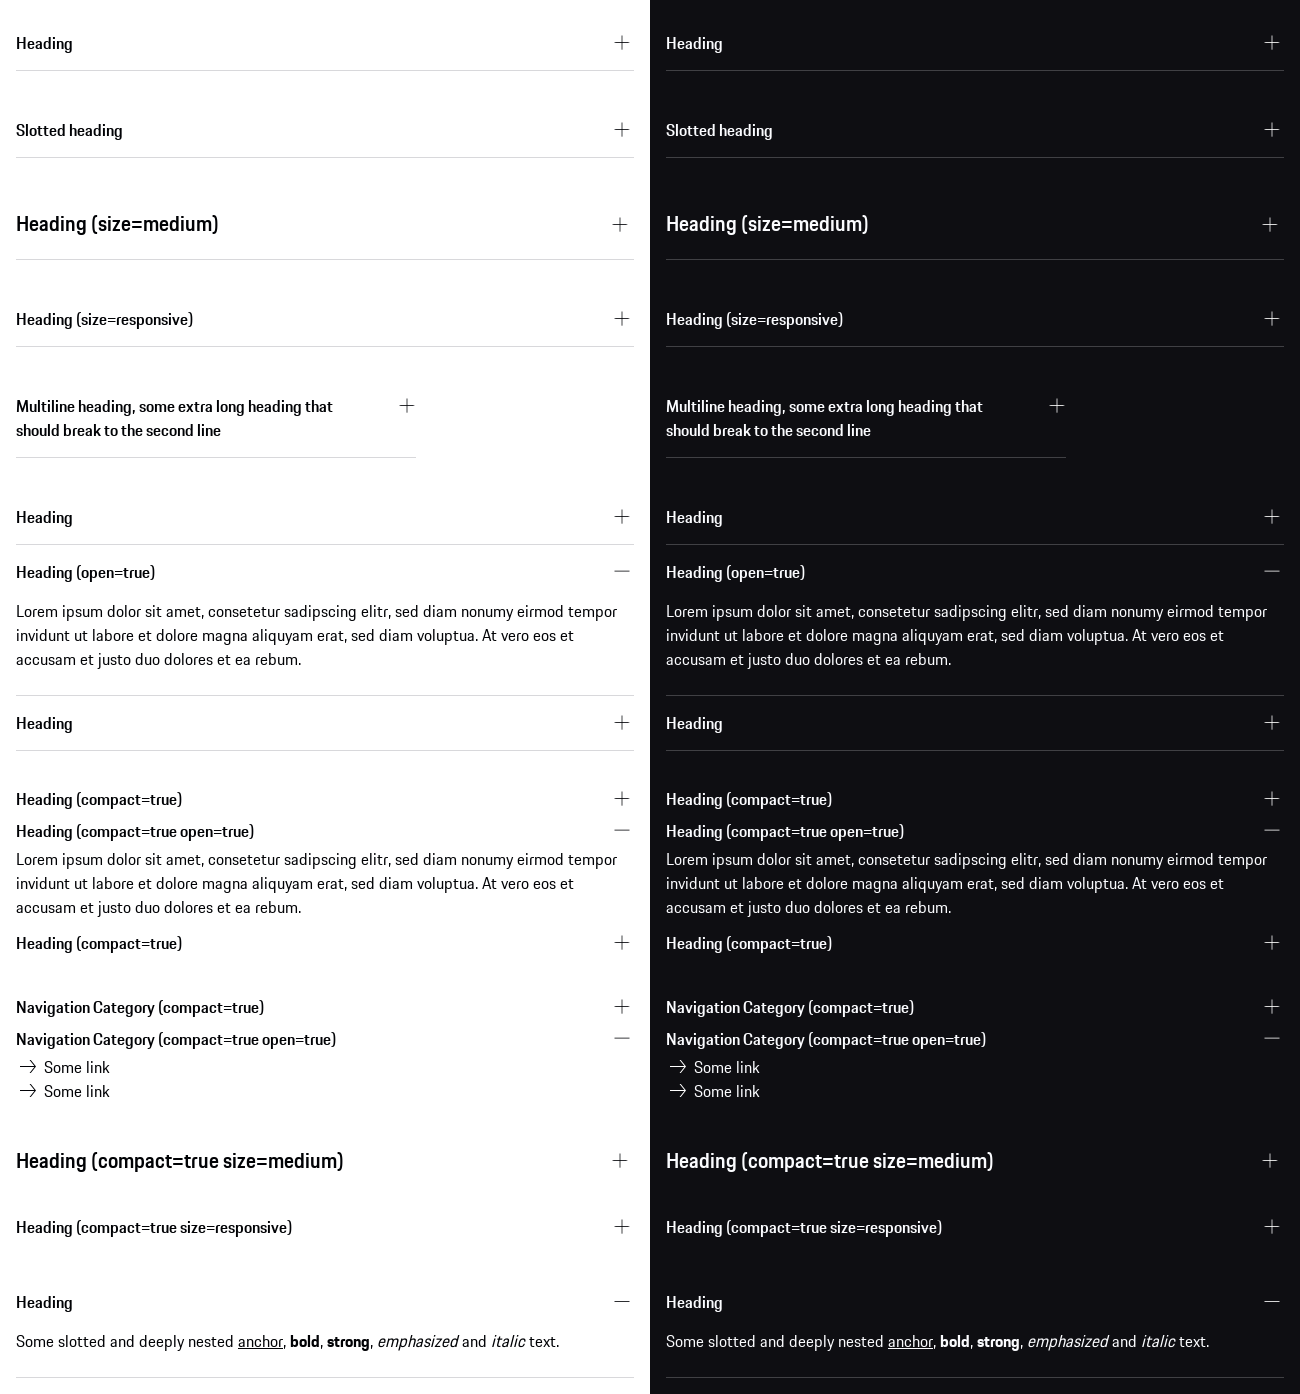 Heading
Slotted heading
Heading (size=medium)
Heading (size=responsive)
Multiline heading, some extra long heading that
should break to the second line
Heading
Heading (open=true)
Lorem ipsum dolor sit amet, consetetur sadipscing elitr, sed diam nonumy eirmod tempor
invidunt ut labore et dolore magna aliquyam erat, sed diam voluptua. At vero eos et
accusam et justo duo dolores et ea rebum.
Heading
Heading (compact=true)
Heading (compact=true open=true)
Lorem ipsum dolor sit amet, consetetur sadipscing elitr, sed diam nonumy eirmod tempor
invidunt ut labore et dolore magna aliquyam erat, sed diam voluptua. At vero eos et
accusam et justo duo dolores et ea rebum.
Heading (compact=true)
Navigation Category (compact=true)
Navigation Category (compact=true open=true)
Some link
Some link
Heading (compact=true size=medium)
Heading (compact=true size=responsive)
Heading
Some slotted and deeply nested anchor, bold, strong, emphasized and italic text.
Heading
Slotted heading
Heading (size=medium)
Heading (size=responsive)
Multiline heading, some extra long heading that
should break to the second line
Heading
Heading (open=true)
Lorem ipsum dolor sit amet, consetetur sadipscing elitr, sed diam nonumy eirmod tempor
invidunt ut labore et dolore magna aliquyam erat, sed diam voluptua. At vero eos et
accusam et justo duo dolores et ea rebum.
Heading
Heading (compact=true)
Heading (compact=true open=true)
Lorem ipsum dolor sit amet, consetetur sadipscing elitr, sed diam nonumy eirmod tempor
invidunt ut labore et dolore magna aliquyam erat, sed diam voluptua. At vero eos et
accusam et justo duo dolores et ea rebum.
Heading (compact=true)
Navigation Category (compact=true)
Navigation Category (compact=true open=true)
Some link
Some link
Heading (compact=true size=medium)
Heading (compact=true size=responsive)
Heading
Some slotted and deeply nested anchor, bold, strong, emphasized and italic text.